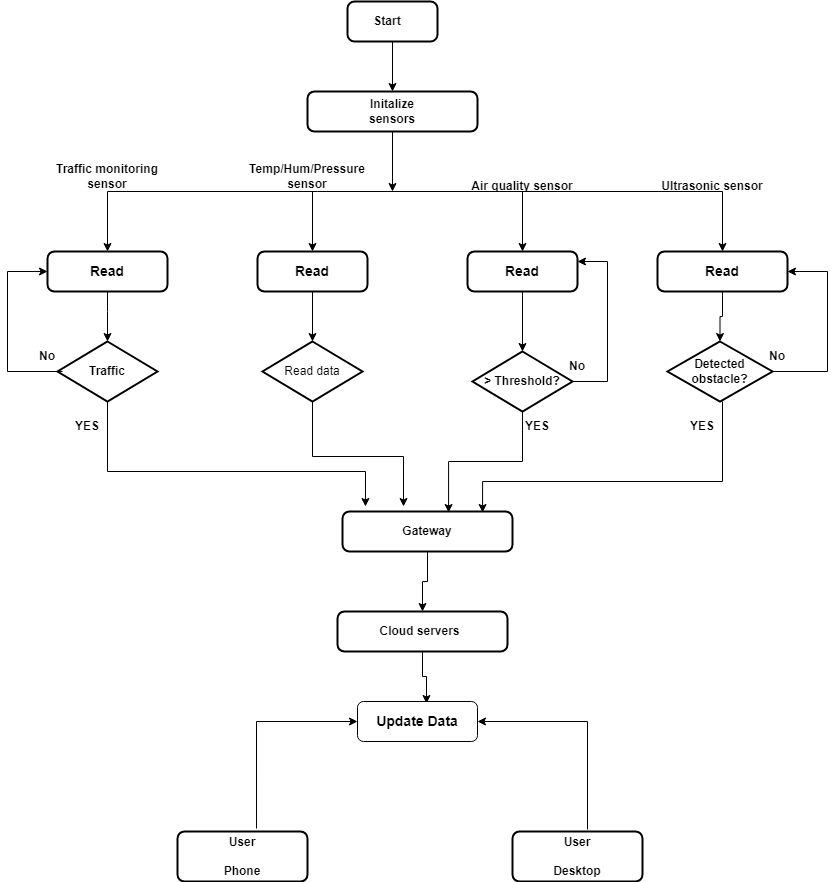 Start
Initalize
sensors
Traffic monitoring
sensor
Temp/Hum/Pressure
sensor
Air quality sensor
Ultrasonic sensor
Read
Read
Read
Read
No
Traffic
Read data
> Threshold?
No
Detected
obstacle?
No
YES
YES
YES
Gateway
Cloud servers
Update Data
User
Phone
User
Desktop